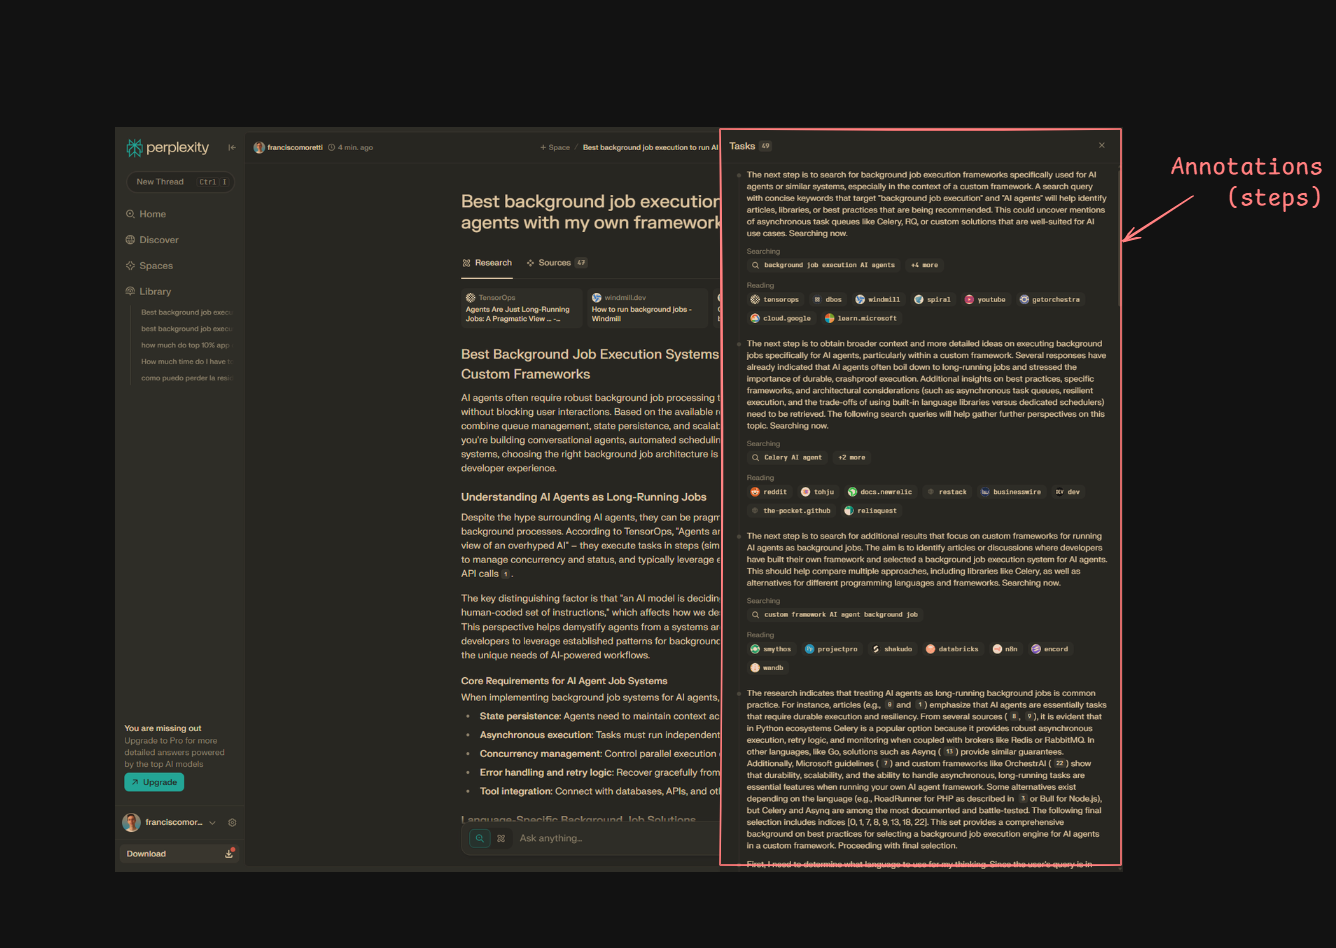 perplexity
New Thread Ctrl I
Home
Discover
Spaces
Library
Best background job execu
best background job execu
how much do top 10% app
How much time do I have t
como puedo perder la resi
You are missing out
Upgrade to Pro for more
detailed answers powered
by the top AI models
Upgrade
franciscomor...
Download
franciscomoretti 4 min. ago
+ Space / Best background job execution to run AI
Best background job execution
agents with my own framework
Research
Sources 47
TensorOps
Agents Are Just Long-Running
Jobs: A Pragmatic View ... -...
windmill.dev
How to run background jobs -
Windmill
Best Background Job Execution Systems
Custom Frameworks
AI agents often require robust background job processing t
without blocking user interactions. Based on the available r
combine queue management, state persistence, and scalab
you're building conversational agents, automated scheduling
systems, choosing the right background job architecture is
developer experience.
Understanding AI Agents as Long-Running Jobs
Despite the hype surrounding AI agents, they can be pragm
background processes. According to TensorOps, "Agents ar
view of an overhyped AI" – they execute tasks in steps (sim
to manage concurrency and status, and typically leverage e
API calls 1 .
The key distinguishing factor is that "an AI model is decidin
human-coded set of instructions," which affects how we de
This perspective helps demystify agents from a systems ar
developers to leverage established patterns for background
the unique needs of AI-powered workflows.
Core Requirements for AI Agent Job Systems
When implementing background job systems for AI agents,
• State persistence: Agents need to maintain context ac
• Asynchronous execution: Tasks must run independent
• Concurrency management: Control parallel execution
• Error handling and retry logic: Recover gracefully from
• Tool integration: Connect with databases, APIs, and oth
Language-Specific Background Job Solutions
Ask anything...
Tasks 49
The next step is to search for background job execution frameworks specifically used for AI
agents or similar systems, especially in the context of a custom framework. A search query
with concise keywords that target "background job execution" and "AI agents" will help identify
articles, libraries, or best practices that are being recommended. This could uncover mentions
of asynchronous task queues like Celery, RQ, or custom solutions that are well-suited for AI
use cases. Searching now.
Searching
background job execution AI agents +4 more
Reading
tensorops dbos windmill spiral youtube getorchestra
cloud.google learn.microsoft
The next step is to obtain broader context and more detailed ideas on executing background
jobs specifically for AI agents, particularly within a custom framework. Several responses have
already indicated that AI agents often boil down to long-running jobs and stressed the
importance of durable, crashproof execution. Additional insights on best practices, specific
frameworks, and architectural considerations (such as asynchronous task queues, resilient
execution, and the trade-offs of using built-in language libraries versus dedicated schedulers)
need to be retrieved. The following search queries will help gather further perspectives on this
topic. Searching now.
Searching
Celery AI agent +2 more
Reading
reddit tohju docs.newrelic restack businesswire dev
the-pocket.github reliaquest
The next step is to search for additional results that focus on custom frameworks for running
AI agents as background jobs. The aim is to identify articles or discussions where developers
have built their own framework and selected a background job execution system for AI agents.
This should help compare multiple approaches, including libraries like Celery, as well as
alternatives for different programming languages and frameworks. Searching now.
Searching
custom framework AI agent background job
Reading
smythos projectpro shakudo databricks n8n encord
wandb
The research indicates that treating AI agents as long-running background jobs is common
practice. For instance, articles (e.g., 0 and 1 ) emphasize that AI agents are essentially tasks
that require durable execution and resiliency. From several sources ( 8 , 9 ), it is evident that
in Python ecosystems Celery is a popular option because it provides robust asynchronous
execution, retry logic, and monitoring when coupled with brokers like Redis or RabbitMQ. In
other languages, like Go, solutions such as Asynq ( 13 ) provide similar guarantees.
Additionally, Microsoft guidelines ( 7 ) and custom frameworks like OrchestrAI ( 22 ) show
that durability, scalability, and the ability to handle asynchronous, long-running tasks are
essential features when running your own AI agent framework. Some alternatives exist
depending on the language (e.g., RoadRunner for PHP as described in 3 or Bull for Node.js),
but Celery and Asynq are among the most documented and battle-tested. The following final
selection includes indices [0, 1, 7, 8, 9, 13, 18, 22]. This set provides a comprehensive
background on best practices for selecting a background job execution engine for AI agents
in a custom framework. Proceeding with final selection.
First, I need to determine what language to use for my thinking. Since the user's query is in
Annotations
(steps)